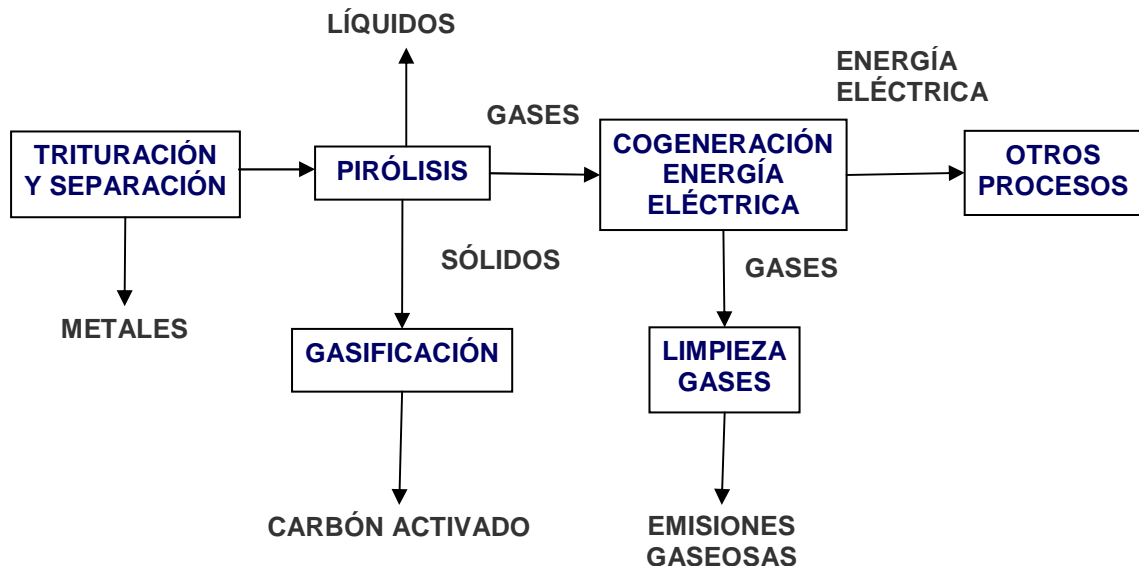 LÍQUIDOS
ENERGÍA
ELÉCTRICA
GASES
TRITURACIÓN
Y SEPARACIÓN
PIRÓLISIS
COGENERACIÓN
ENERGÍA
ELÉCTRICA
OTROS
PROCESOS
SÓLIDOS
GASES
METALES
GASIFICACIÓN
LIMPIEZA
GASES
CARBÓN ACTIVADO
EMISIONES
GASEOSAS